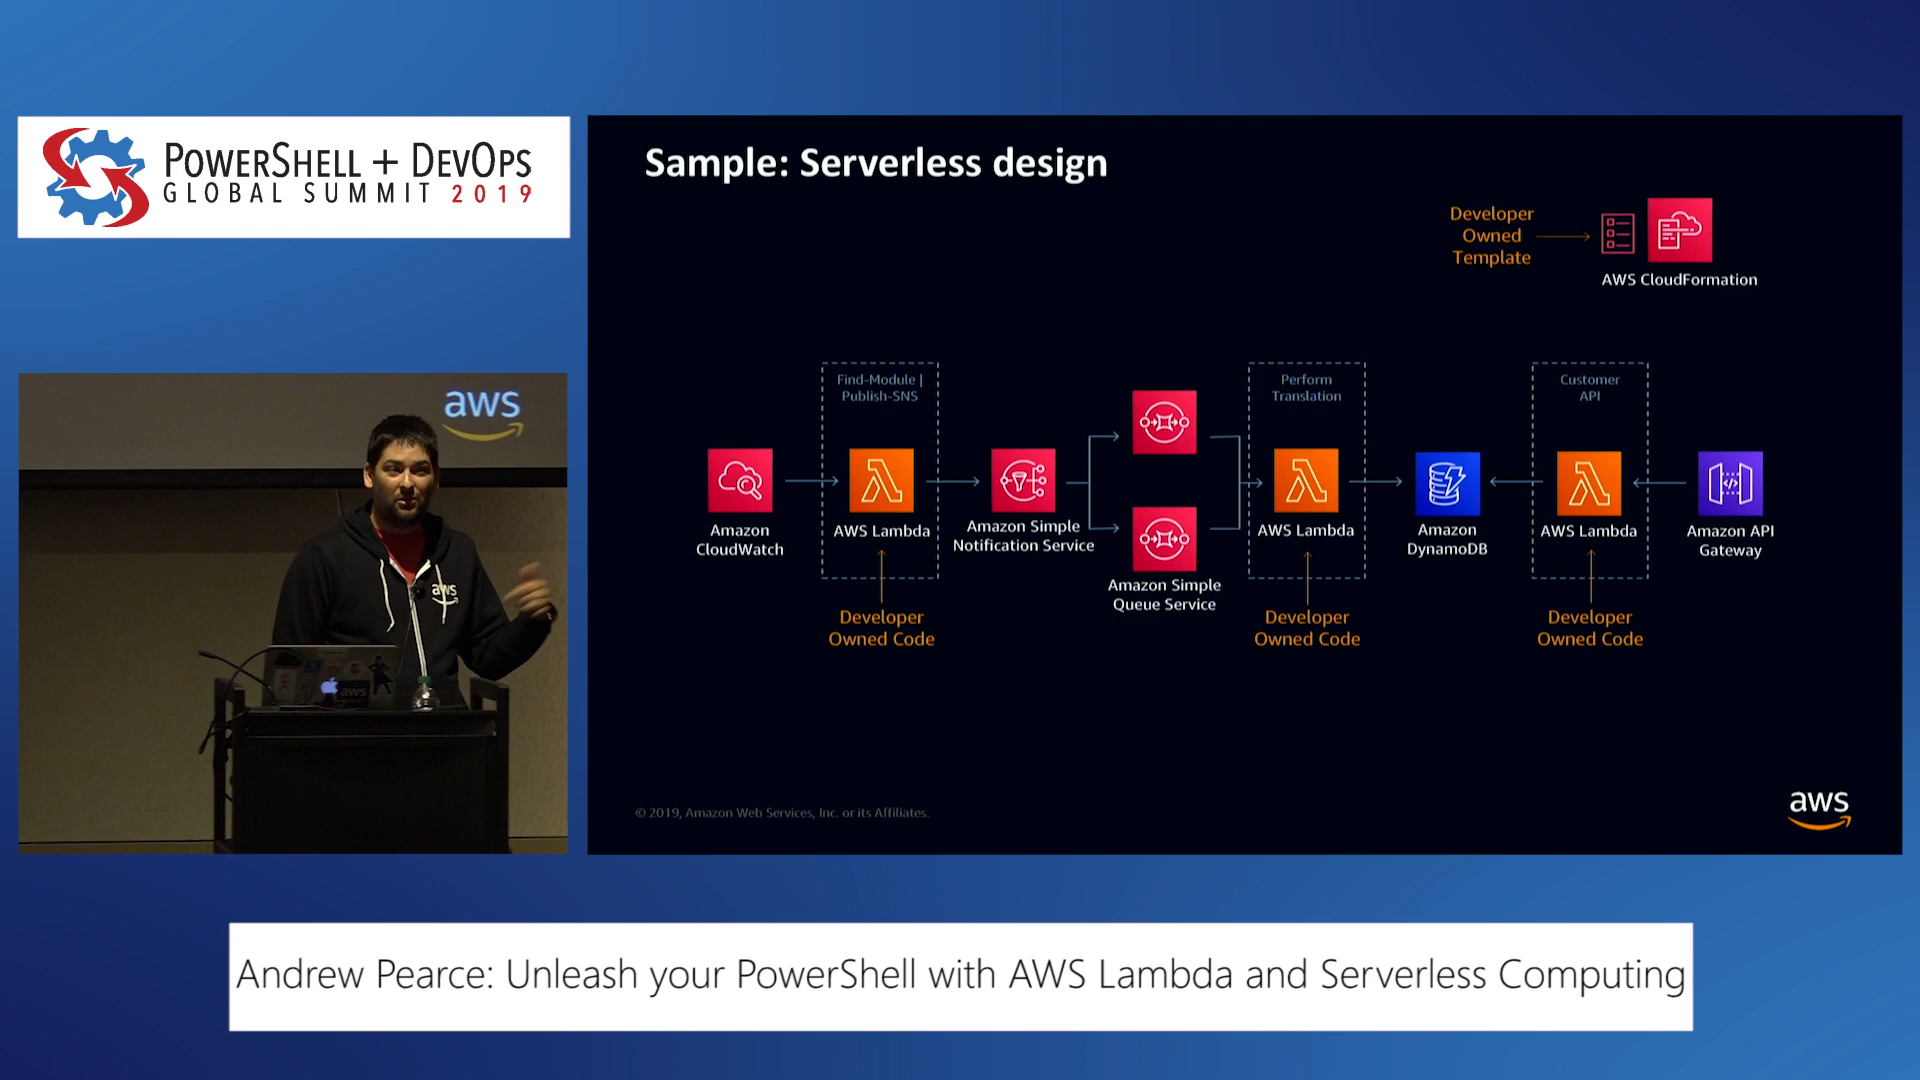 POWERSHELL + DEVOPS
GLOBAL SUMMIT 2019
Sample: Serverless design
Developer
Owned
Template
AWS CloudFormation
Find-Module |
Publish-SNS
Perform
Translation
Customer
API
Amazon
CloudWatch
AWS Lambda
Amazon Simple
Notification Service
Amazon Simple
Queue Service
AWS Lambda
Amazon
DynamoDB
AWS Lambda
Amazon API
Gateway
Developer
Owned Code
Developer
Owned Code
Developer
Owned Code
© 2019, Amazon Web Services, Inc. or its Affiliates.
aws
aws
aws
aws
Andrew Pearce: Unleash your PowerShell with AWS Lambda and Serverless Computing